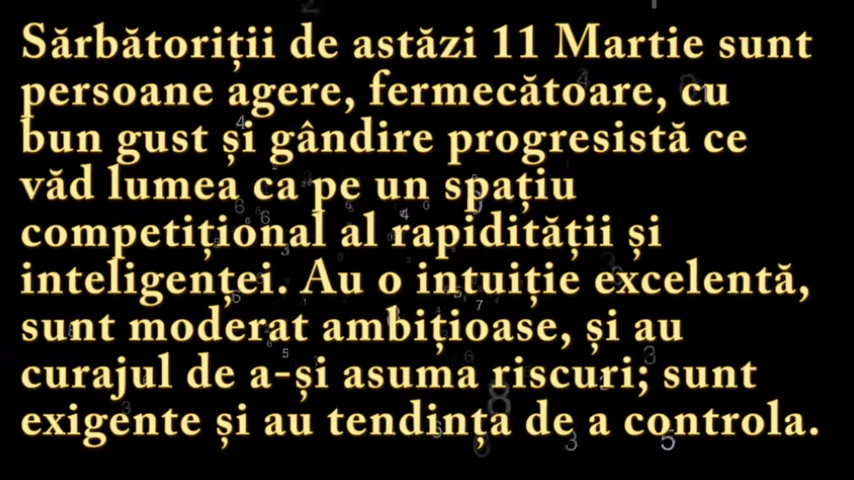 Sărbătoriții de astăzi 11 Martie sunt
persoane agere, fermecătoare, cu
bun gust și gândire progresistă ce
văd lumea ca pe un spațiu
competițional al rapidității și
inteligenței. Au o intuiție excelentă,
sunt moderat ambițioase, și au
curajul de a-și asuma riscuri; sunt
exigente și au tendința de a controla.